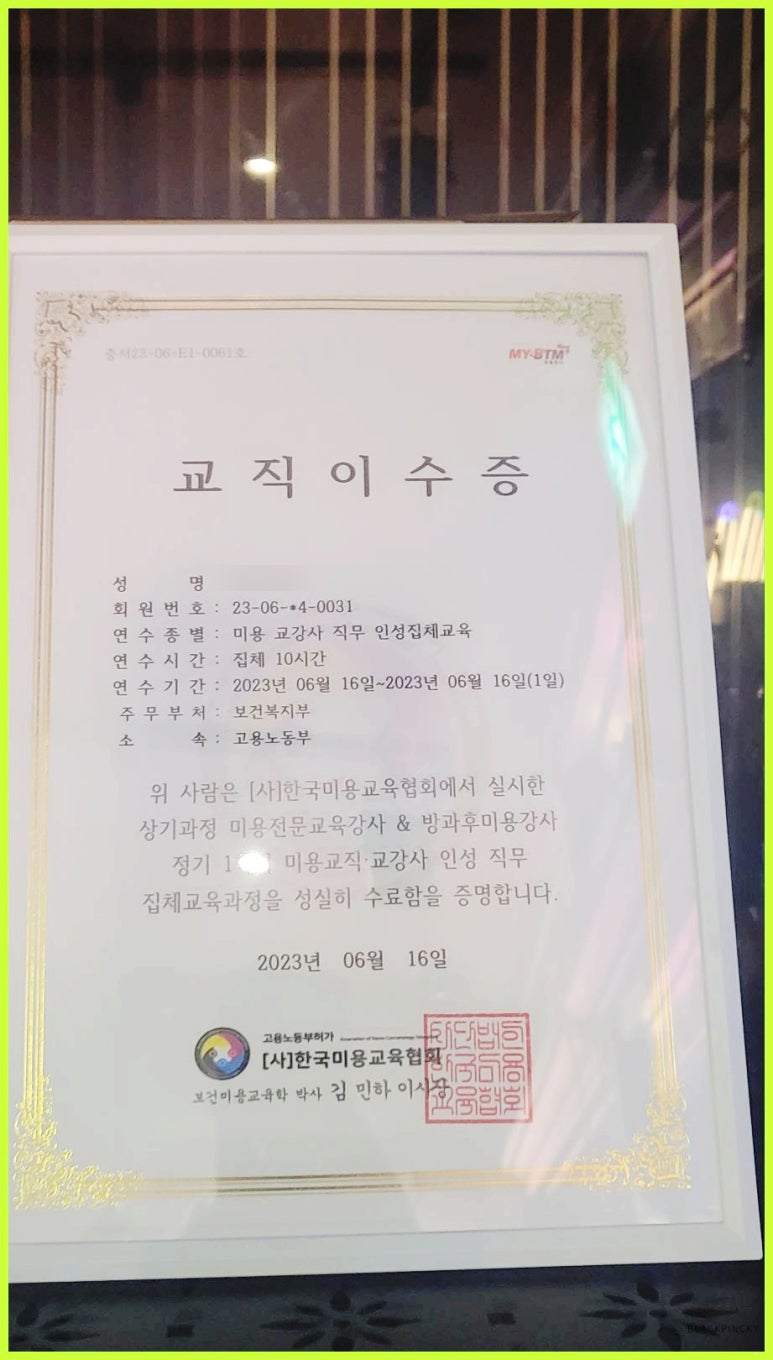 증서23-06-E1-0061호
MY-BTM
교직이수증
성 명
회원번호 : 23-06-*4-0031
연수종별 : 미용 교강사 직무 인성집체교육
연수시간 : 집체 10시간
연수기간 : 2023년 06월 16일~2023년 06월 16일(1일)
주무부처 : 보건복지부
소 속 : 고용노동부
위 사람은 [사]한국미용교육협회에서 실시한
상기과정 미용전문교육강사 & 방과후미용강사
정기 미용교직·교강사 인성 직무
집체교육과정을 성실히 수료함을 증명합니다.
2023년 06월 16일
고용노동부허가
[사]한국미용교육협회
보건미용교육학 박사 김 민하 이사장
BLACKPINCKY